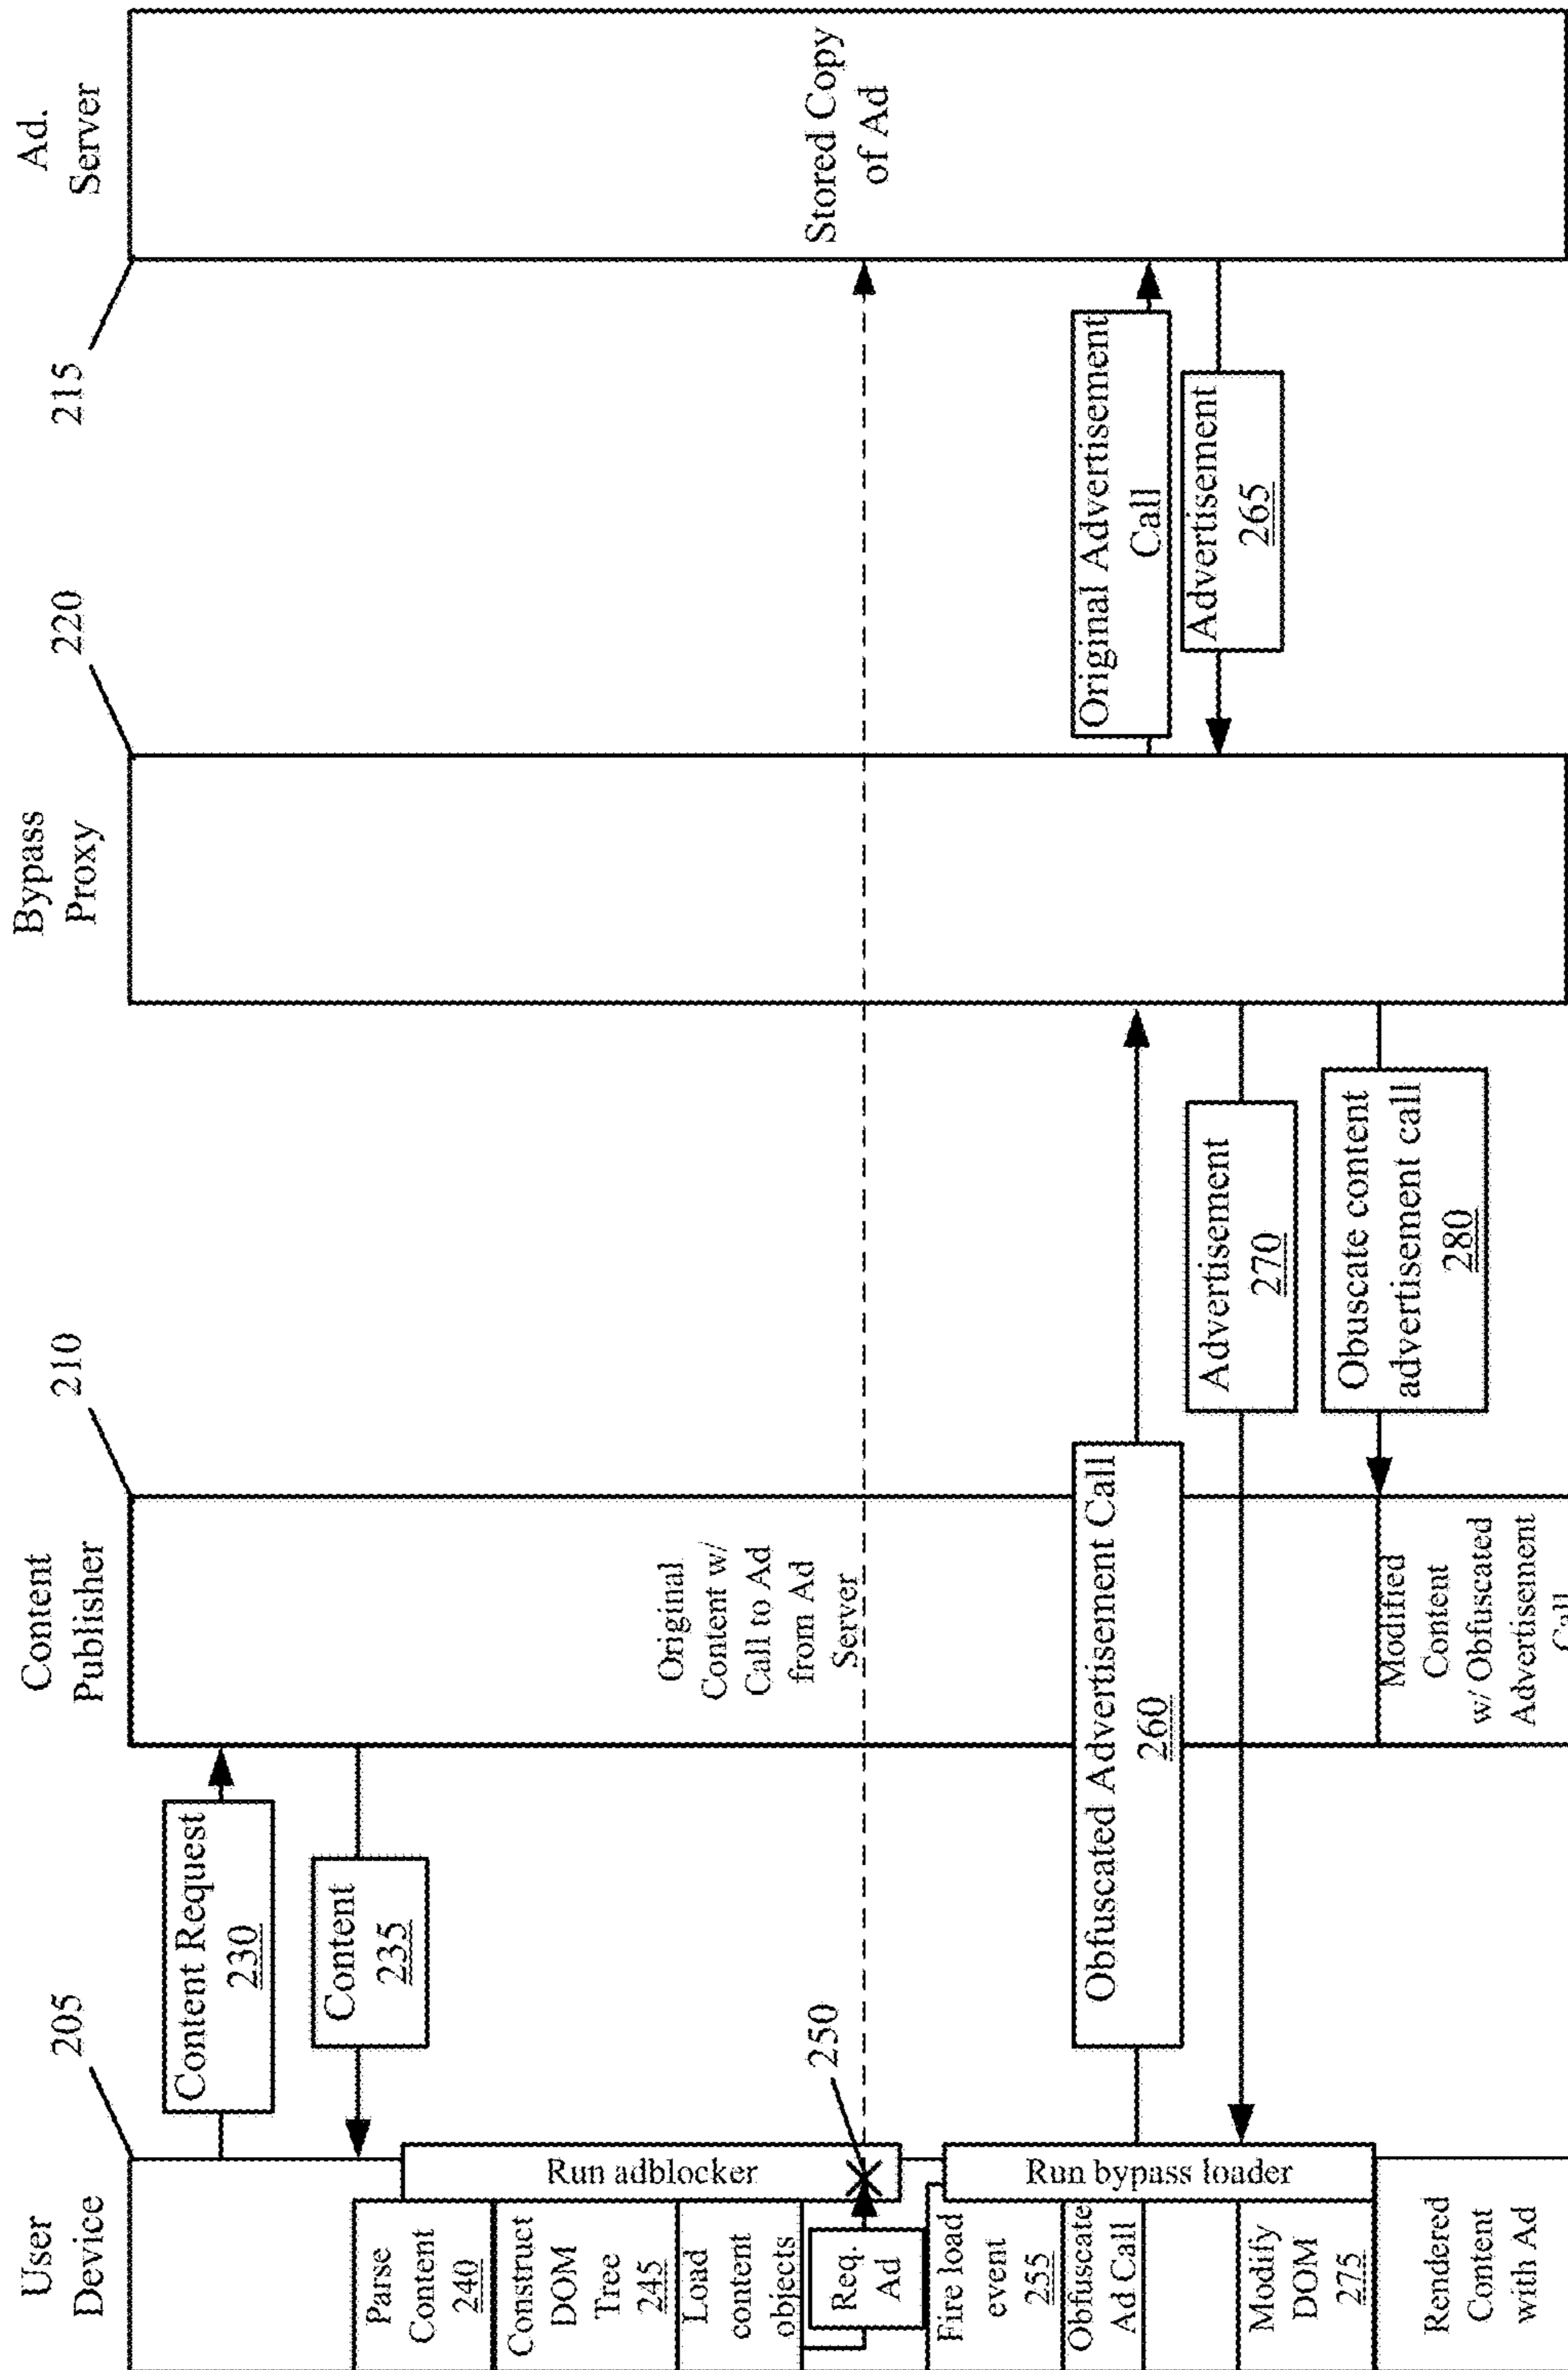 User
Device
205
Content
Publisher
210
Bypass
Proxy
220
Ad.
Server
215
Content Request
230
Content
235
Parse
Content
240
Run adblocker
Construct
DOM
Tree
245
Load
content
objects
Req.
Ad
250
Original
Content w/
Call to Ad
from Ad
Server
Stored Copy
of Ad
Fire load
event
255
Run bypass loader
Obfuscate
Ad Call
Obfuscated Advertisement Call
260
Original Advertisement
Call
Advertisement
265
Advertisement
270
Modify
DOM
275
Obuscate content
advertisement call
280
Rendered
Content
with Ad
Modified
Content
w/ Obfuscated
Advertisement
Call